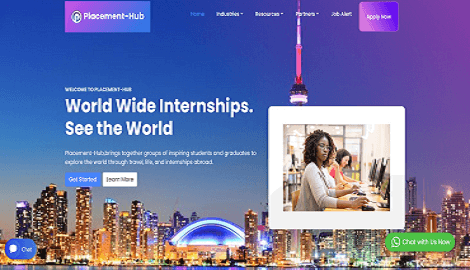 Placement-Hub
Home Industries Resources Partners Job Alert Apply Now
WELCOME TO PLACEMENT-HUB
World Wide Internships.
See the World
Placement-Hub brings together groups of inspiring students and graduates to
explore the world through travel, life, and internships abroad.
Get Started Learn More
Chat
Chat with Us Now